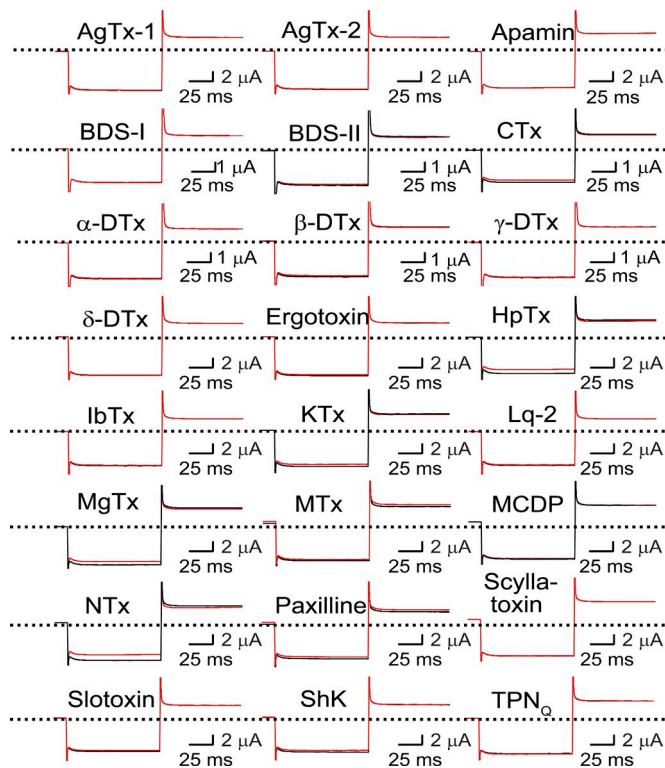 AgTx-1 AgTx-2 Apamin
2 μA 2 μA 2 μA
25 ms 25 ms 25 ms
BDS-I BDS-II CTx
1 μA 1 μA 1 μA
25 ms 25 ms 25 ms
α-DTx β-DTx γ-DTx
1 μA 1 μA 1 μA
25 ms 25 ms 25 ms
δ-DTx Ergotoxin HpTx
2 μA 2 μA 2 μA
25 ms 25 ms 25 ms
IbTx KTx Lq-2
2 μA 2 μA 2 μA
25 ms 25 ms 25 ms
MgTx MTx MCDP
2 μA 2 μA 2 μA
25 ms 25 ms 25 ms
NTx Paxilline Scylla-
toxin
2 μA 2 μA 2 μA
25 ms 25 ms 25 ms
Slotoxin ShK TPNQ
2 μA 2 μA 2 μA
25 ms 25 ms 25 ms